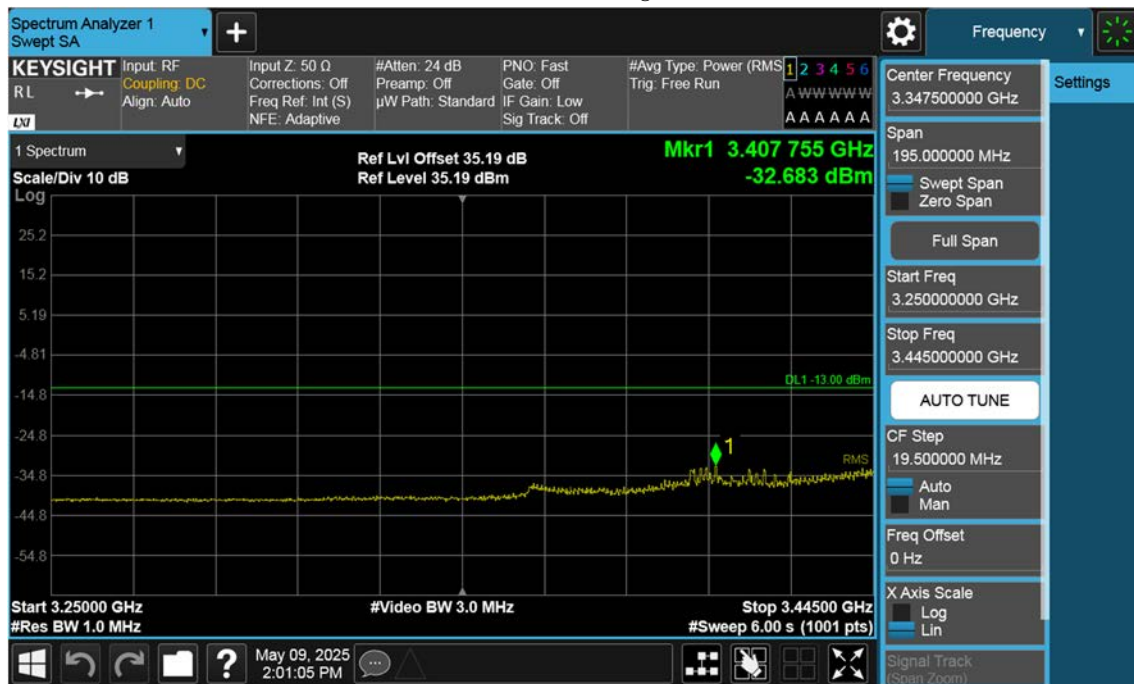 Spectrum Analyzer 1
Swept SA
Frequency
KEYSIGHT
RL
LXI
Input: RF
Coupling: DC
Align: Auto
Input Z: 50 Ω
Corrections: Off
Freq Ref: Int (S)
NFE: Adaptive
#Atten: 24 dB
Preamp: Off
µW Path: Standard
PNO: Fast
Gate: Off
IF Gain: Low
Sig Track: Off
#Avg Type: Power (RMS
Trig: Free Run
1 2 3 4 5 6
A W W W W W
A A A A A A
1 Spectrum
Scale/Div 10 dB
Ref Lvl Offset 35.19 dB
Ref Level 35.19 dBm
Mkr1 3.407 755 GHz
-32.683 dBm
Log
25.2
15.2
5.19
-4.81
-14.8
-24.8
-34.8
-44.8
-54.8
DL1 -13.00 dBm
1
RMS
Start 3.25000 GHz
#Res BW 1.0 MHz
#Video BW 3.0 MHz
Stop 3.44500 GHz
#Sweep 6.00 s (1001 pts)
?
May 09, 2025
2:01:05 PM
Center Frequency
3.347500000 GHz
Span
195.000000 MHz
Swept Span
Zero Span
Full Span
Start Freq
3.250000000 GHz
Stop Freq
3.445000000 GHz
AUTO TUNE
CF Step
19.500000 MHz
Auto
Man
Freq Offset
0 Hz
X Axis Scale
Log
Lin
Signal Track
(Span Zoom)
Settings